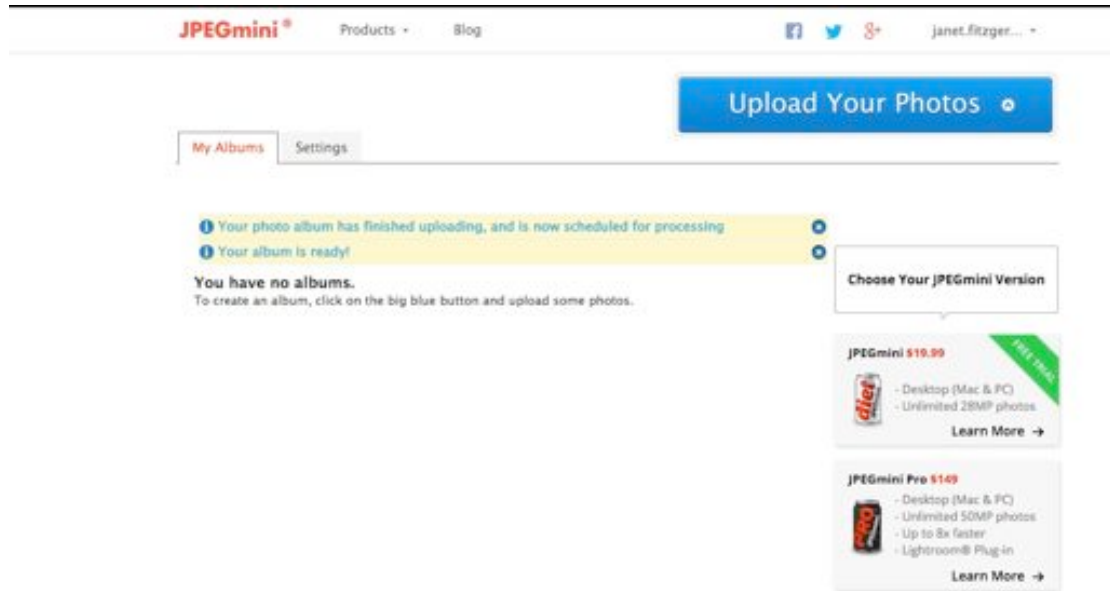 JPEGmini®
Products
Blog
8+
janet.fitzger...
Upload Your Photos
My Albums
Settings
Your photo album has finished uploading, and is now scheduled for processing
Your album is ready!
You have no albums.
To create an album, click on the big blue button and upload some photos.
Choose Your JPEGmini Version
JPEGmini $19.99
FREE TRIAL
diet
- Desktop (Mac & PC)
- Unlimited 28MP photos
Learn More →
JPEGmini Pro $149
PRO
- Desktop (Mac & PC)
- Unlimited 50MP photos
- Up to 8x faster
- Lightroom® Plug-in
Learn More →